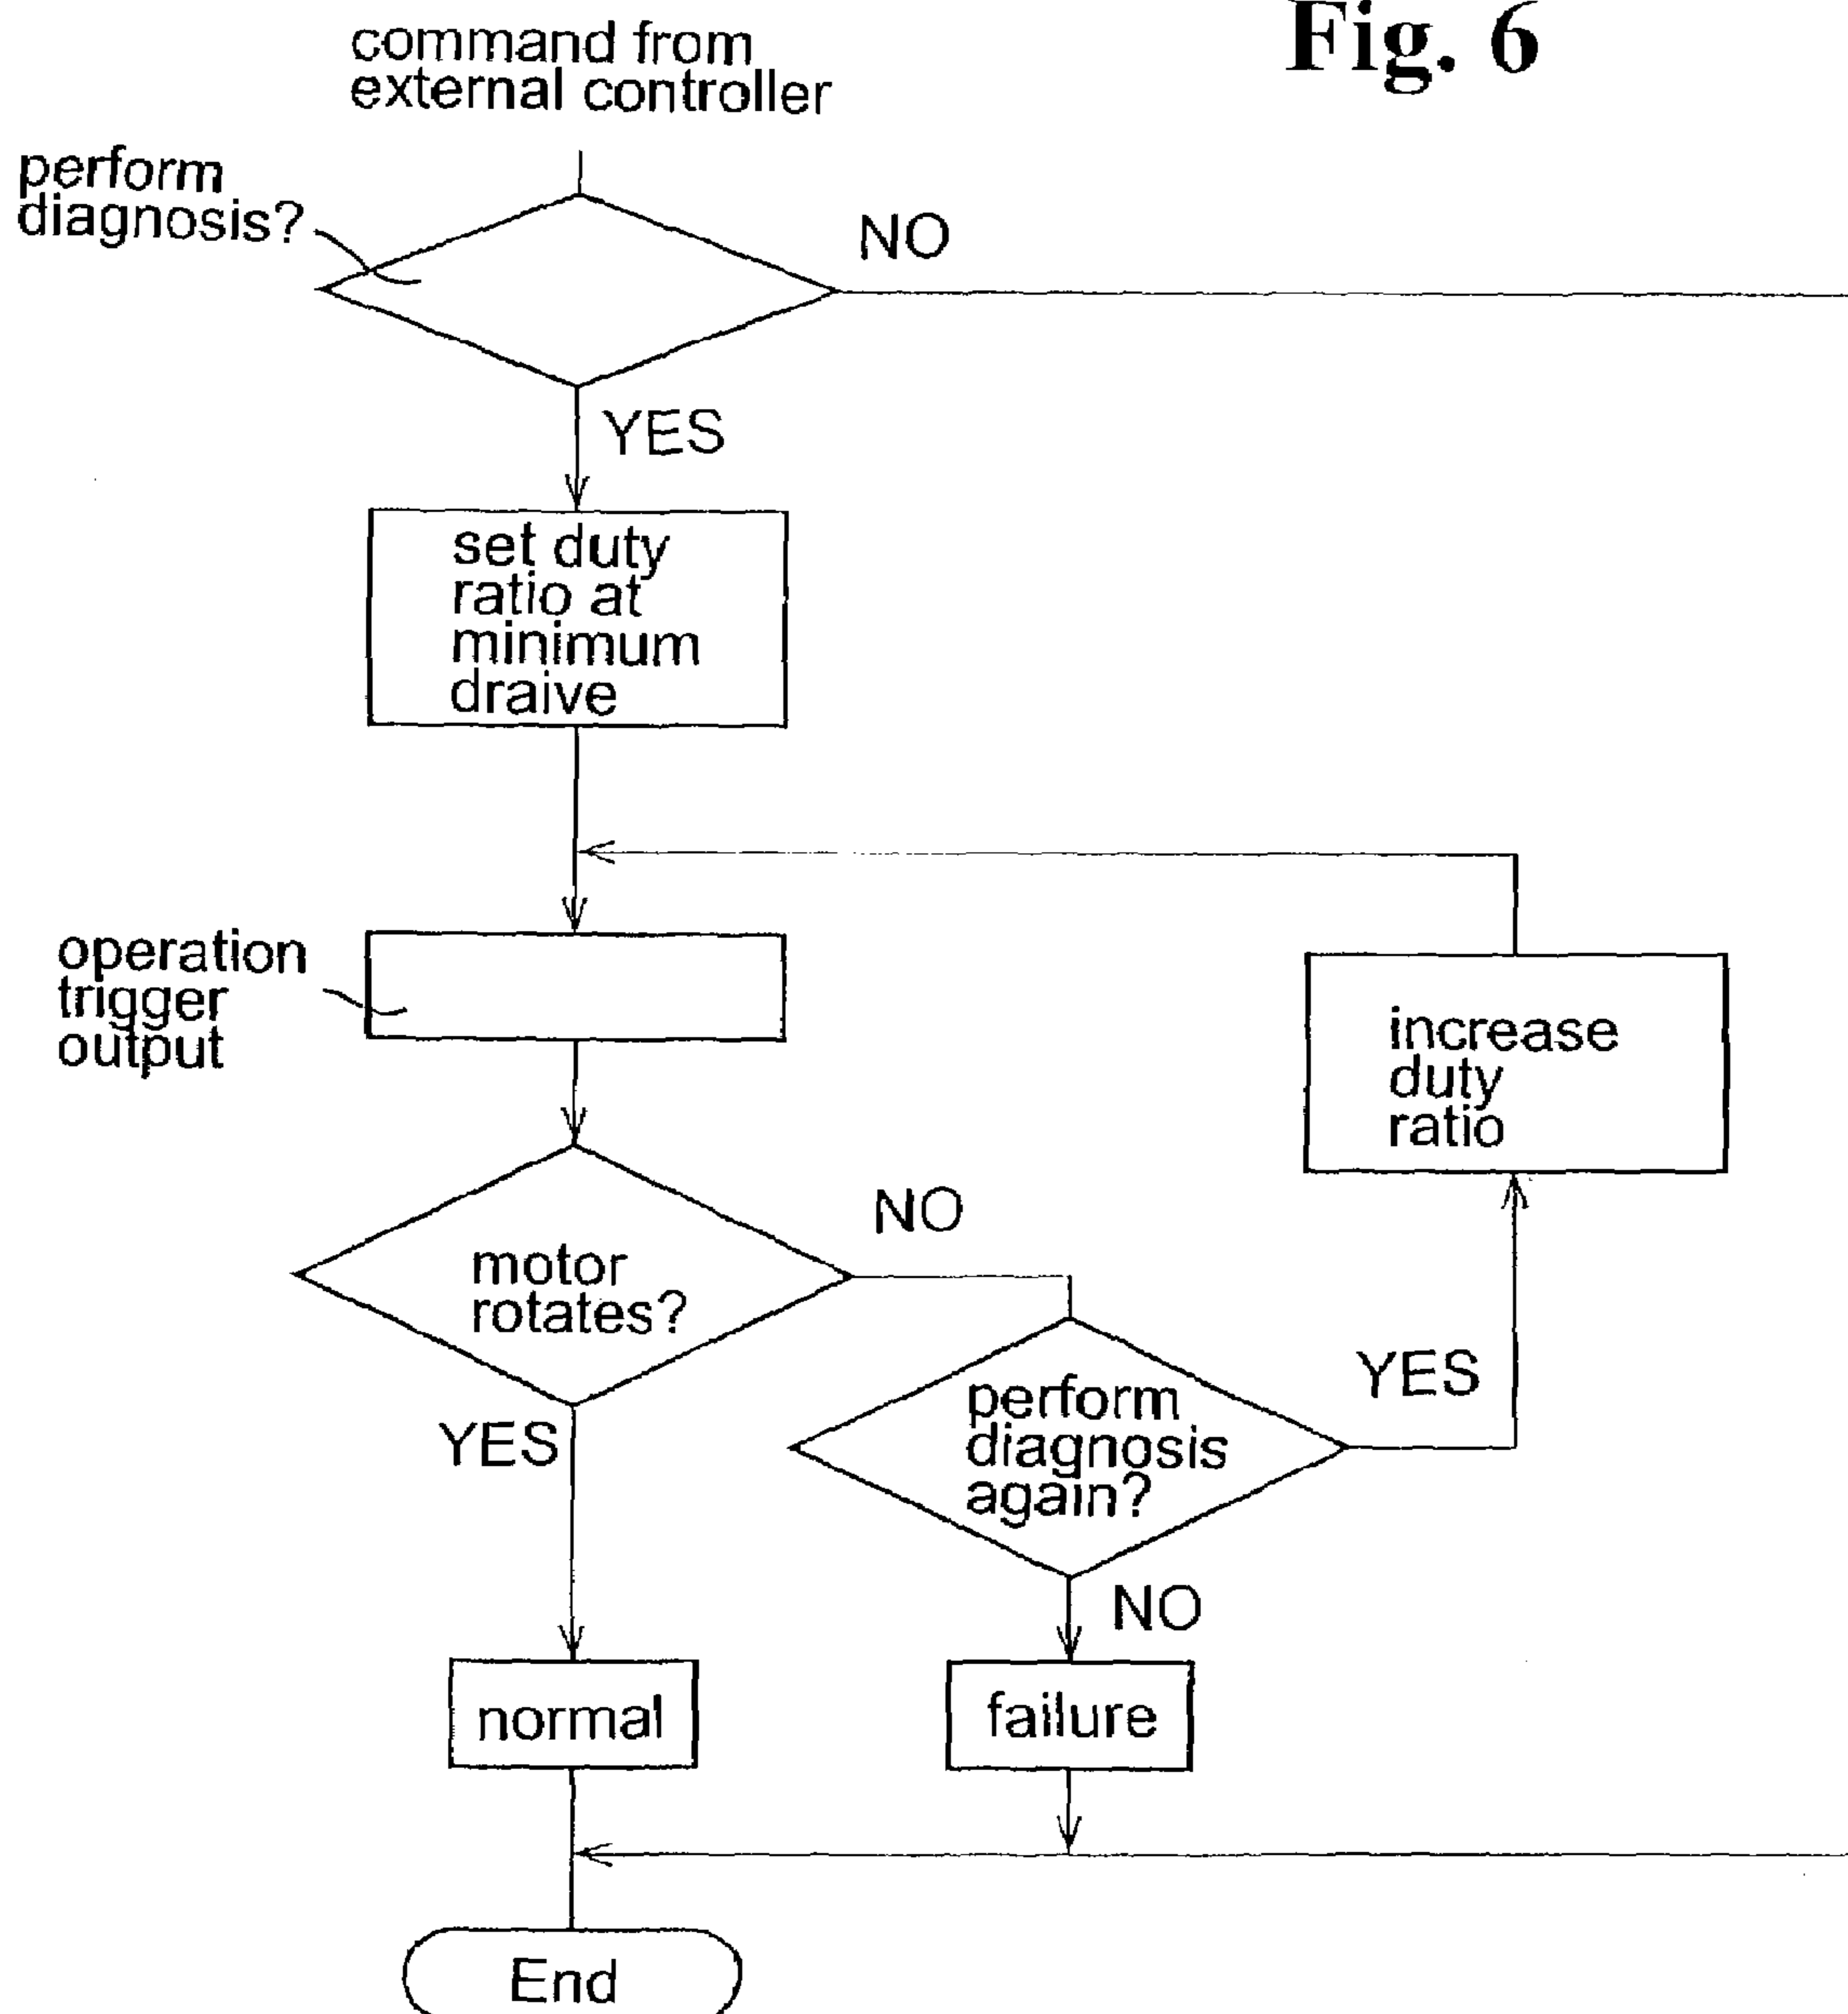 Fig. 6
command from
external controller
perform
diagnosis?
NO
YES
set duty
ratio at
minimum
draive
operation
trigger
output
increase
duty
ratio
motor
rotates?
NO
YES
perform
diagnosis
again?
YES
NO
normal
failure
End